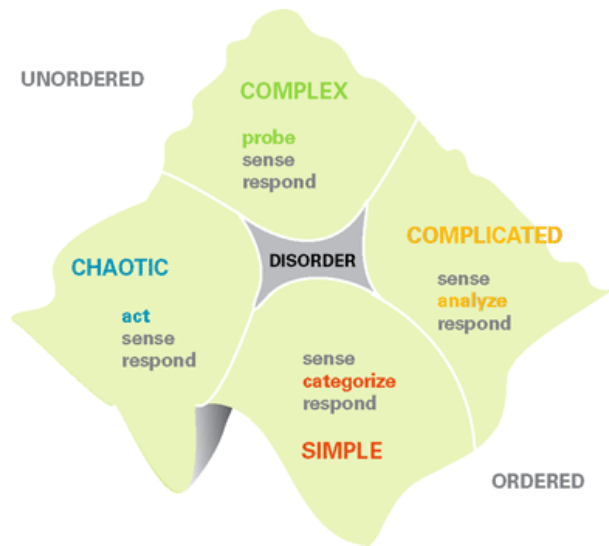 UNORDERED
COMPLEX
probe
sense
respond
CHAOTIC
act
sense
respond
DISORDER
COMPLICATED
sense
analyze
respond
sense
categorize
respond
SIMPLE
ORDERED